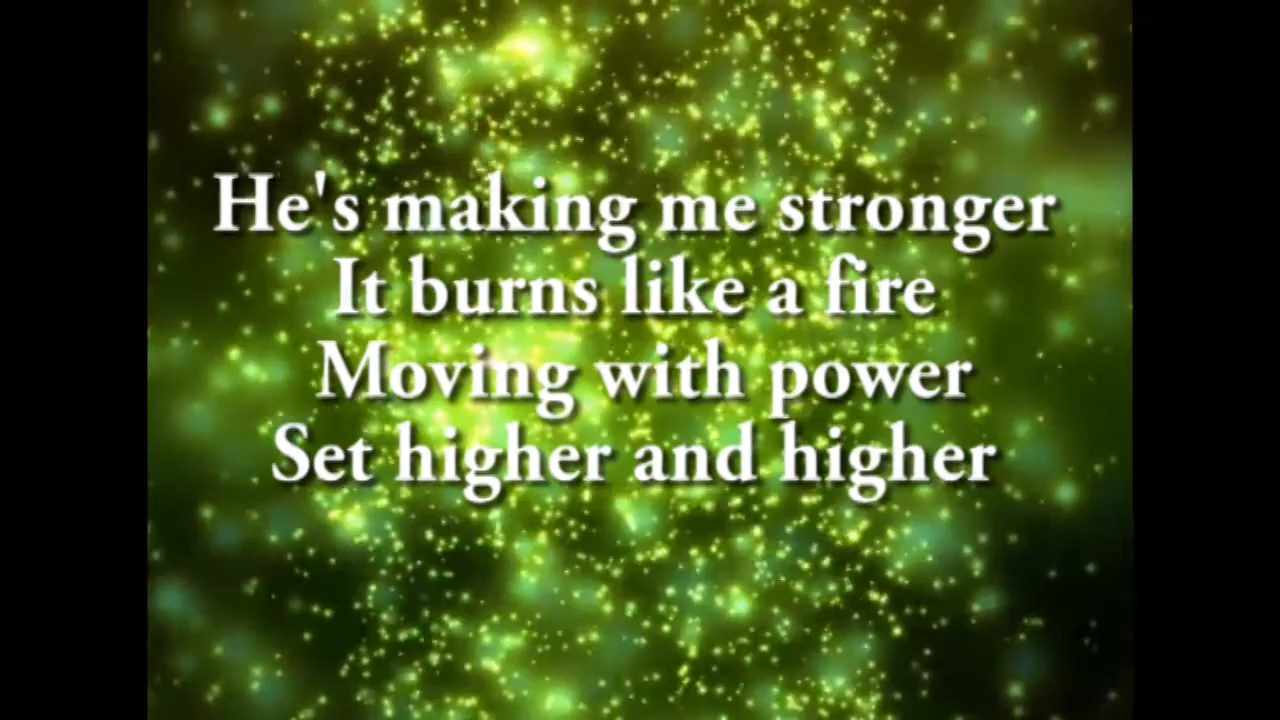 He's making me stronger
It burns like a fire
Moving with power
Set higher and higher